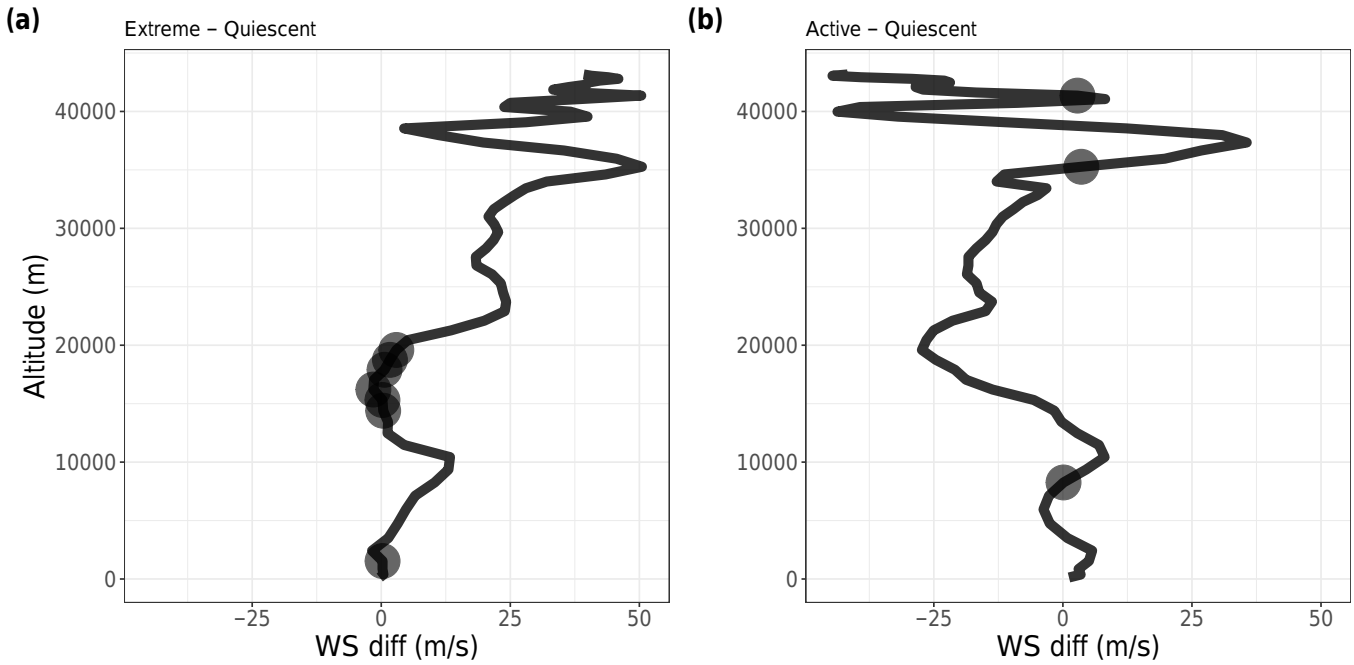 (a)
Extreme – Quiescent
Altitude (m)
40000
30000
20000
10000
0
−25
0
25
50
WS diff (m/s)
(b)
Active – Quiescent
40000
30000
20000
10000
0
−25
0
25
50
WS diff (m/s)